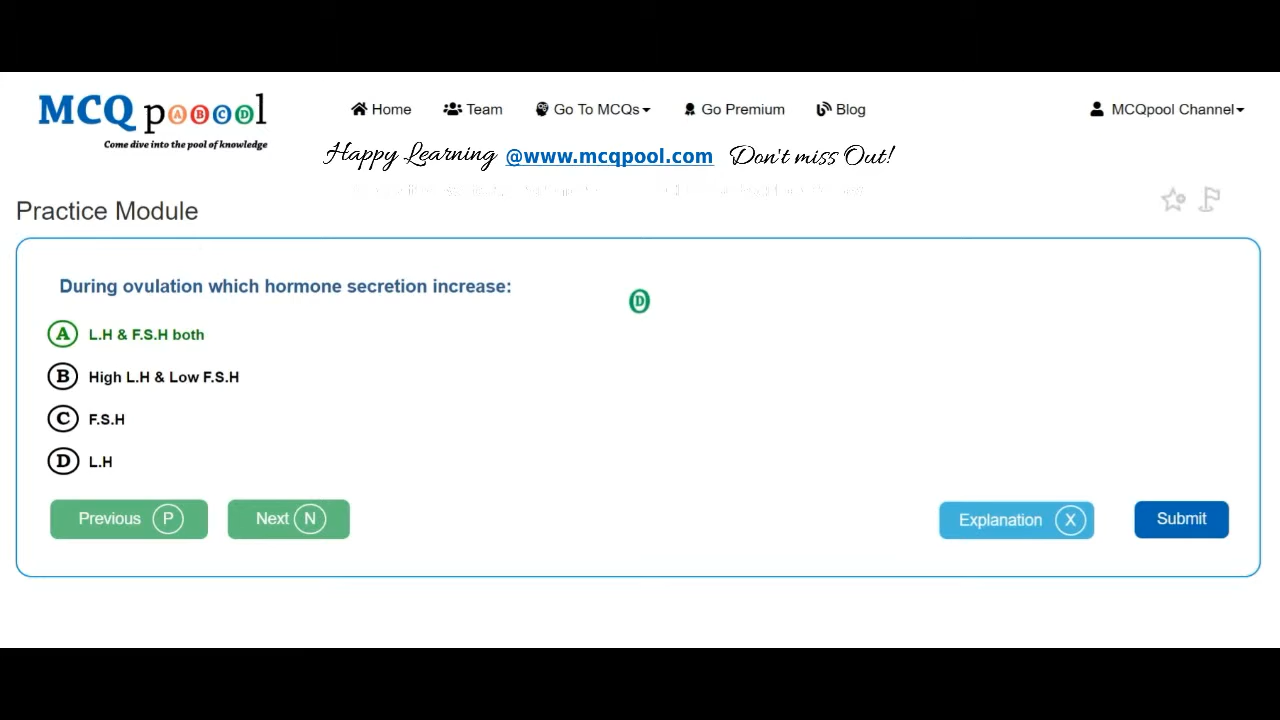 MCQ pABCDl
Come dive into the pool of knowledge
Home Team Go To MCQs Go Premium Blog MCQpool Channel
Happy Learning @www.mcqpool.com Don't miss Out!
Practice Module
During ovulation which hormone secretion increase:
D
A L.H & F.S.H both
B High L.H & Low F.S.H
C F.S.H
D L.H
Previous P Next N Explanation X Submit